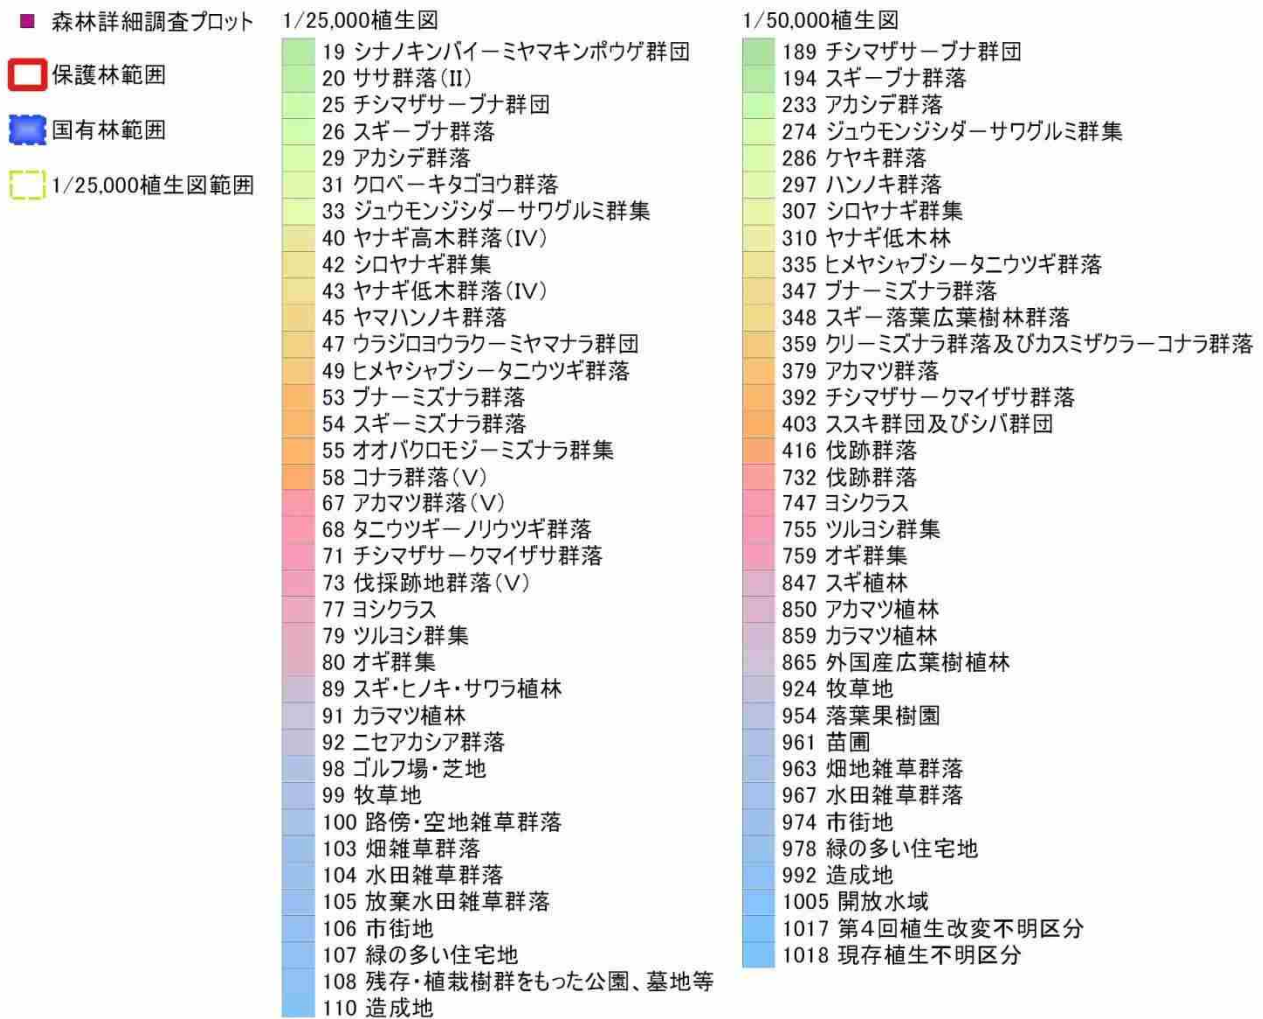 森林詳細調査プロット
保護林範囲
国有林範囲
1/25,000植生図範囲
1/25,000植生図
19 シナノキンバイーミヤマキンポウゲ群団
20 ササ群落(II)
25 チシマザサーブナ群団
26 スギーブナ群落
29 アカシデ群落
31 クロベーキタゴヨウ群落
33 ジュウモンジシダーサワグルミ群集
40 ヤナギ高木群落(IV)
42 シロヤナギ群集
43 ヤナギ低木群落(IV)
45 ヤマハンノキ群落
47 ウラジロヨウラクーミヤマナラ群団
49 ヒメヤシャブシータニウツギ群落
53 ブナーミズナラ群落
54 スギーミズナラ群落
55 オオバクロモジーミズナラ群集
58 コナラ群落(V)
67 アカマツ群落(V)
68 タニウツギーノリウツギ群落
71 チシマザサークマイザサ群落
73 伐採跡地群落(V)
77 ヨシクラス
79 ツルヨシ群集
80 オギ群集
89 スギ・ヒノキ・サワラ植林
91 カラマツ植林
92 ニセアカシア群落
98 ゴルフ場・芝地
99 牧草地
100 路傍・空地雑草群落
103 畑雑草群落
104 水田雑草群落
105 放棄水田雑草群落
106 市街地
107 緑の多い住宅地
108 残存・植栽樹群をもった公園、墓地等
110 造成地
1/50,000植生図
189 チシマザサーブナ群団
194 スギーブナ群落
233 アカシデ群落
274 ジュウモンジシダーサワグルミ群集
286 ケヤキ群落
297 ハンノキ群落
307 シロヤナギ群集
310 ヤナギ低木林
335 ヒメヤシャブシータニウツギ群落
347 ブナーミズナラ群落
348 スギー落葉広葉樹林群落
359 クリーミズナラ群落及びカスミザクラーコナラ群落
379 アカマツ群落
392 チシマザサークマイザサ群落
403 ススキ群団及びシバ群団
416 伐跡群落
732 伐跡群落
747 ヨシクラス
755 ツルヨシ群集
759 オギ群集
847 スギ植林
850 アカマツ植林
859 カラマツ植林
865 外国産広葉樹植林
924 牧草地
954 落葉果樹園
961 苗圃
963 畑地雑草群落
967 水田雑草群落
974 市街地
978 緑の多い住宅地
992 造成地
1005 開放水域
1017 第4回植生改変不明区分
1018 現存植生不明区分